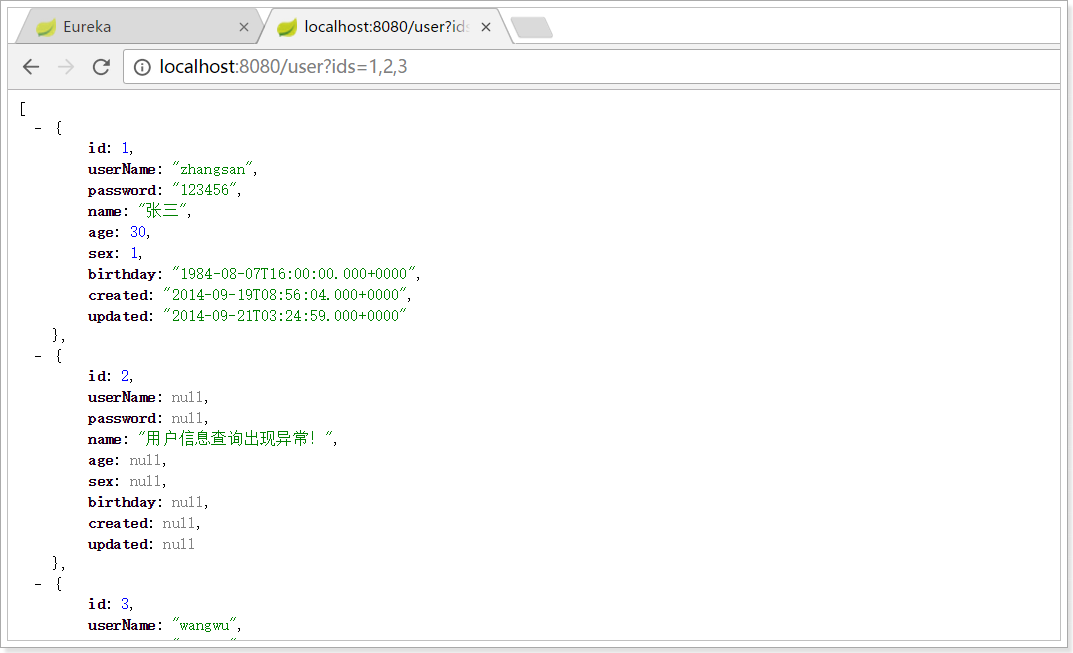 Eureka
localhost:8080/user?ids
localhost:8080/user?ids=1,2,3
[
- {
id: 1,
userName: "zhangsan",
password: "123456",
name: "张三",
age: 30,
sex: 1,
birthday: "1984-08-07T16:00:00.000+0000",
created: "2014-09-19T08:56:04.000+0000",
updated: "2014-09-21T03:24:59.000+0000"
},
- {
id: 2,
userName: null,
password: null,
name: "用户信息查询出现异常！",
age: null,
sex: null,
birthday: null,
created: null,
updated: null
},
- {
id: 3,
userName: "wangwu",